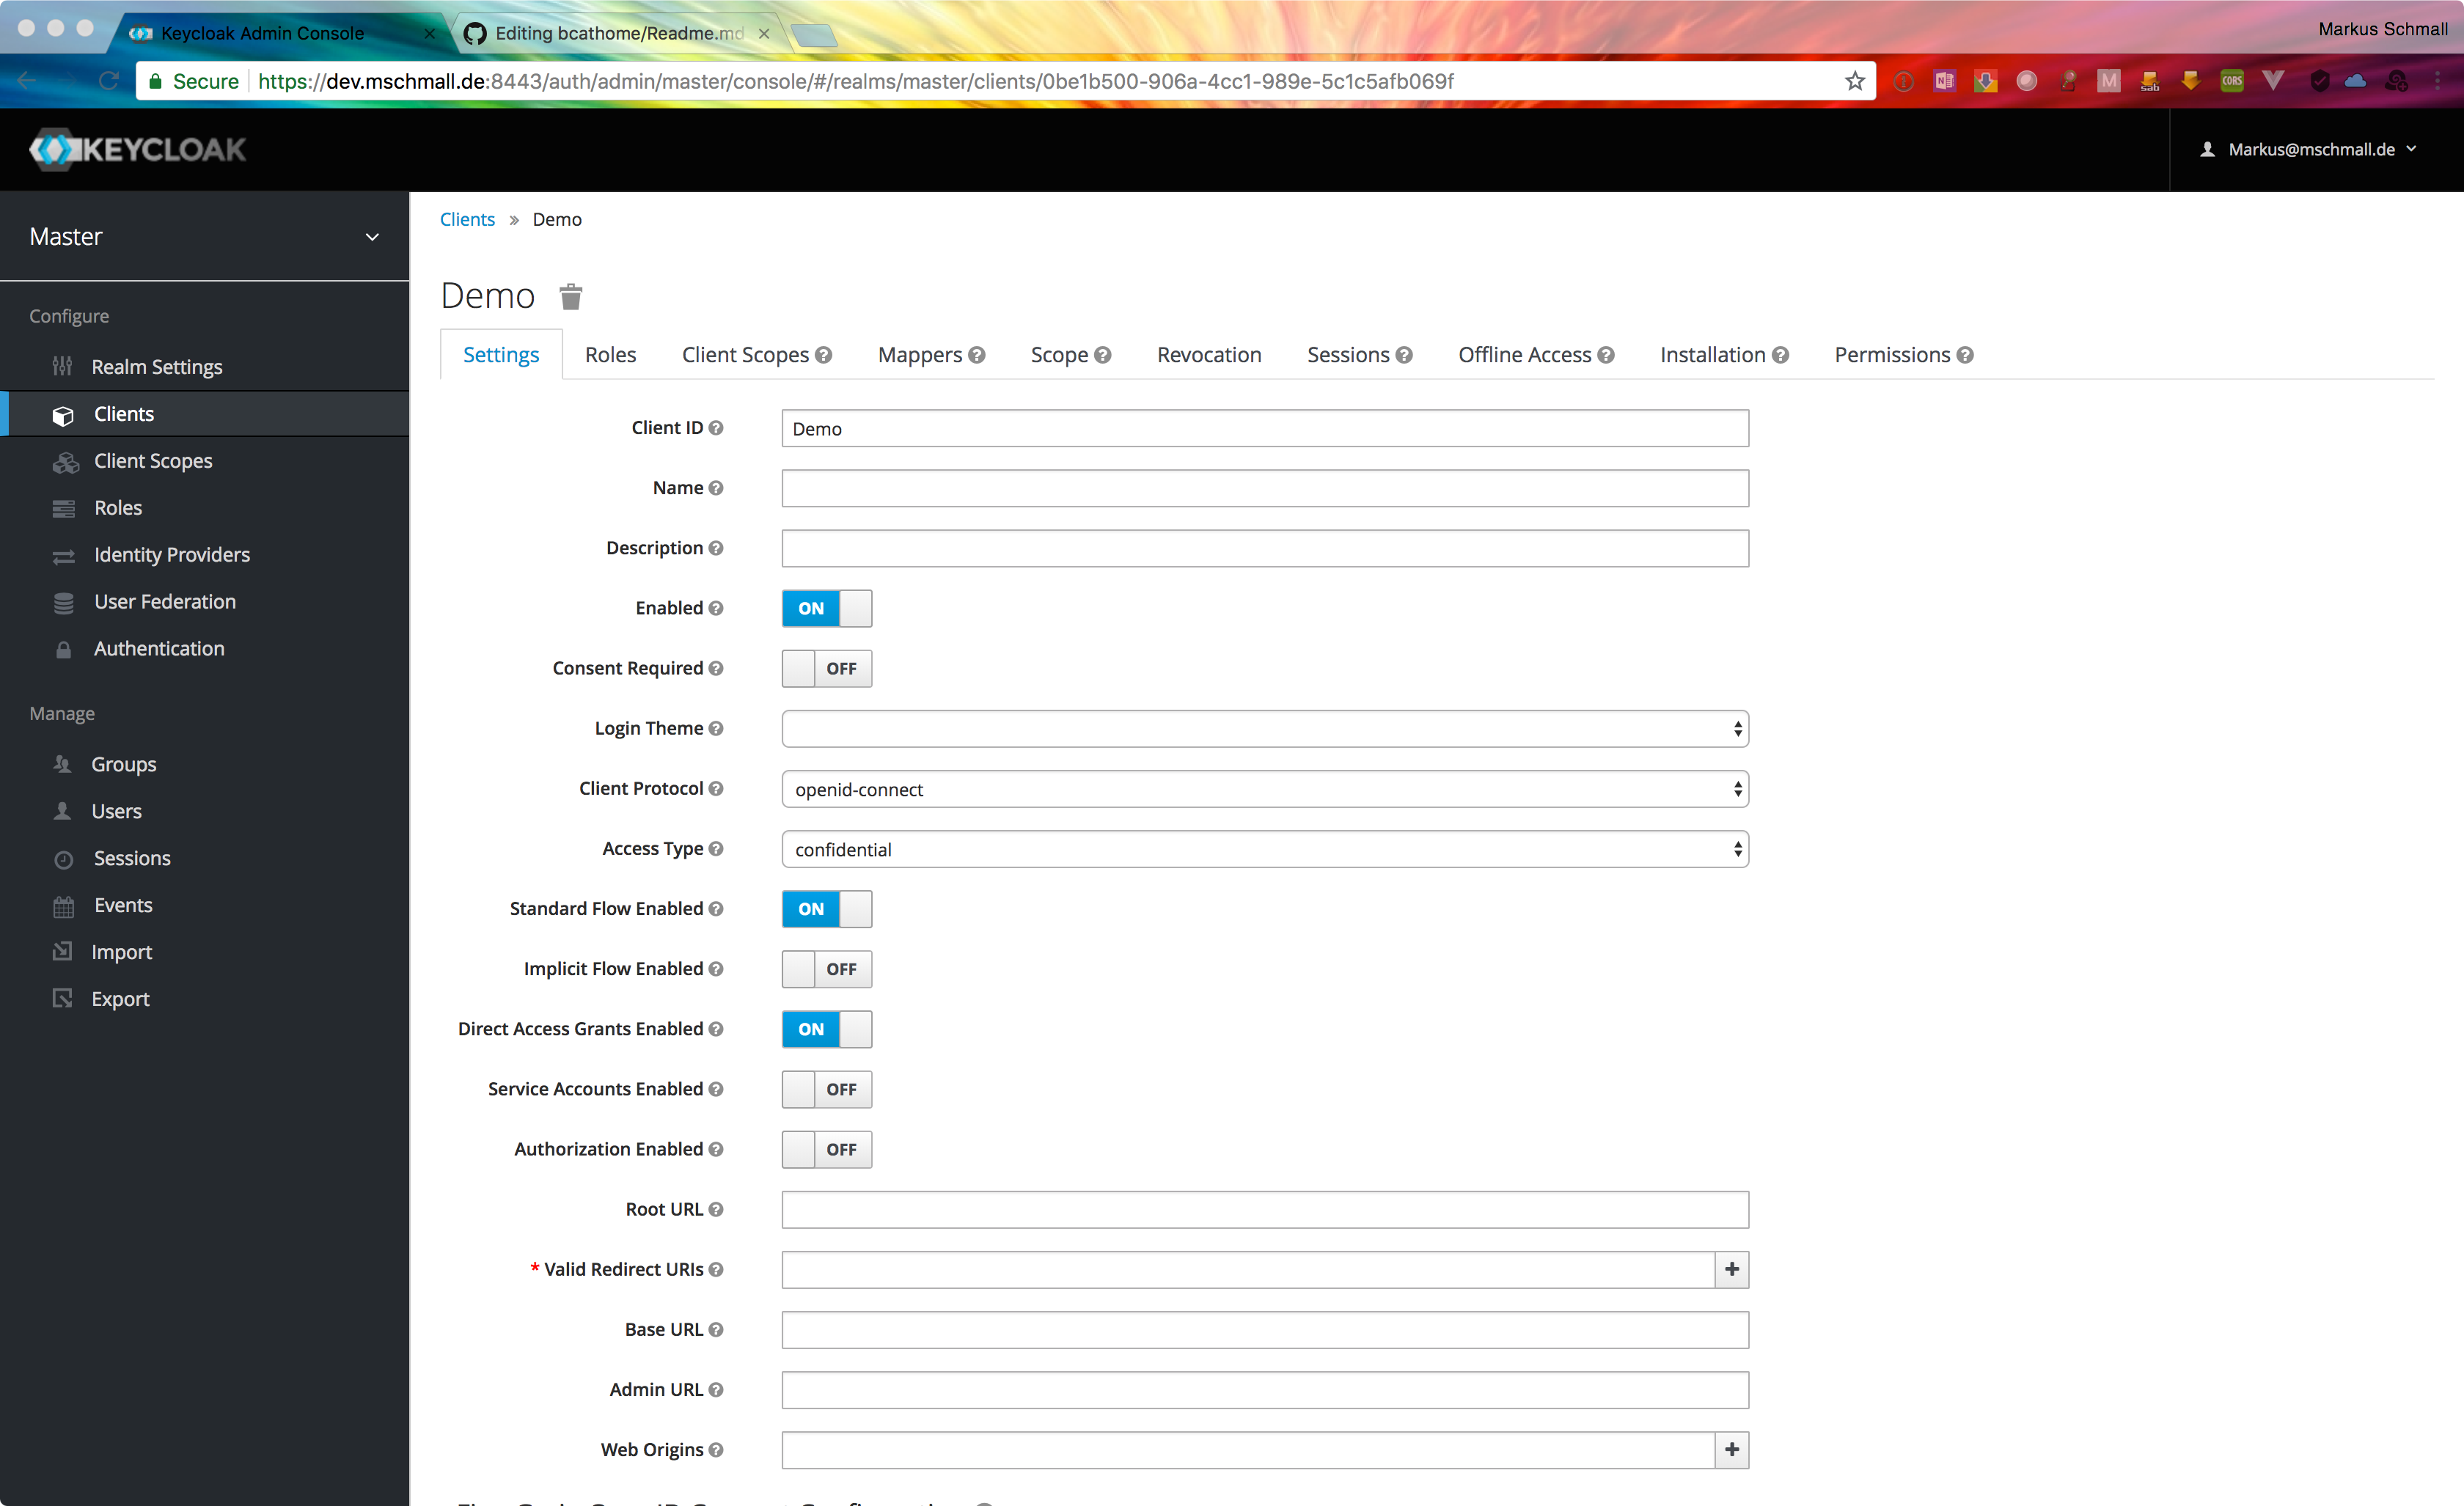 Keycloak Admin Console
Editing bcathome/Readme.md
Markus Schmall
Secure https://dev.mschmall.de:8443/auth/admin/master/console/#/realms/master/clients/0be1b500-906a-4cc1-989e-5c1c5afb069f
N
M
sab
CORS
KEYCLOAK
Markus@mschmall.de
Master
Configure
Realm Settings
Clients
Client Scopes
Roles
Identity Providers
User Federation
Authentication
Manage
Groups
Users
Sessions
Events
Import
Export
Clients » Demo
Demo
Settings Roles Client Scopes Mappers Scope Revocation Sessions Offline Access Installation Permissions
Client ID Demo
Name
Description
Enabled ON
Consent Required OFF
Login Theme
Client Protocol openid-connect
Access Type confidential
Standard Flow Enabled ON
Implicit Flow Enabled OFF
Direct Access Grants Enabled ON
Service Accounts Enabled OFF
Authorization Enabled OFF
Root URL
* Valid Redirect URIs +
Base URL
Admin URL
Web Origins +